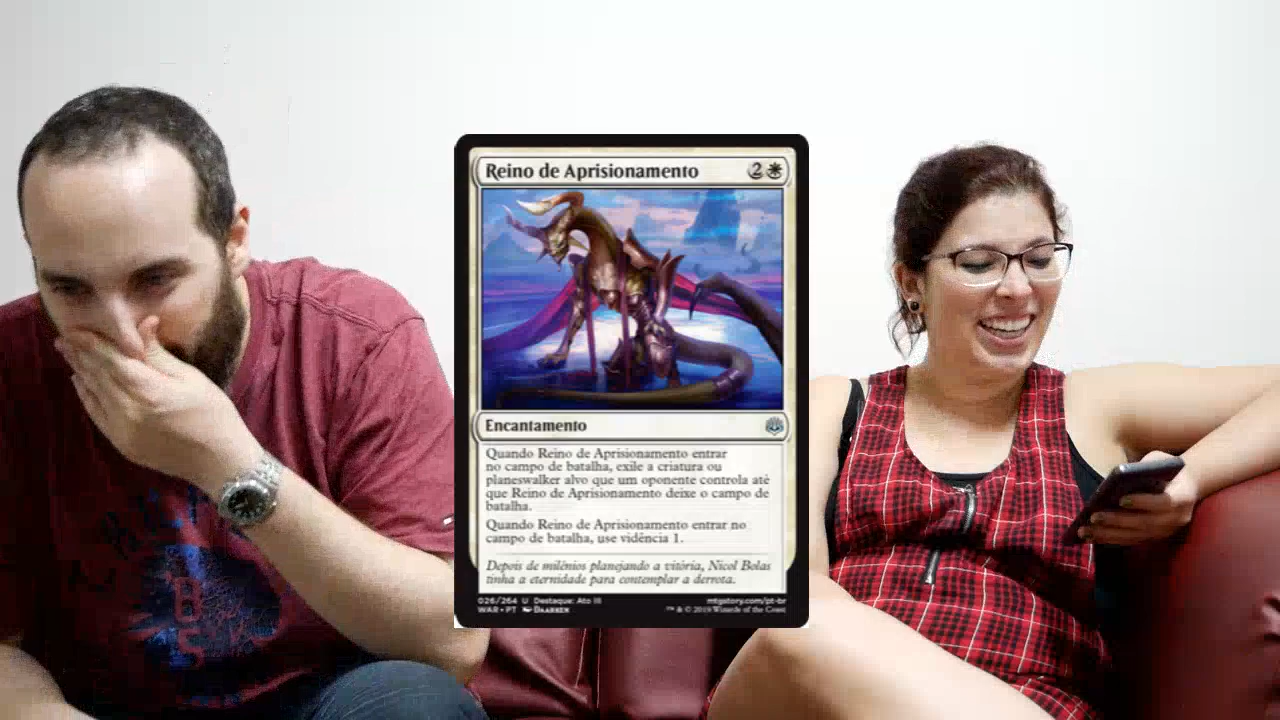 Reino de Aprisionamento 2
Encantamento
Quando Reino de Aprisionamento entrar
no campo de batalha, exile a criatura ou
planeswalker alvo que um oponente controla até
que Reino de Aprisionamento deixe o campo de
batalha.
Quando Reino de Aprisionamento entrar no
campo de batalha, use vidência 1.
Depois de milênios planejando a vitória, Nicol Bolas
tinha a eternidade para contemplar a derrota.
026/264 U Destaque: Ato III mtgstory.com/pt-br
WAR • PT Daarken ™ & © 2019 Wizards of the Coast